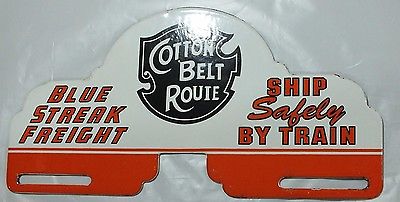 COTTON
BELT
ROUTE
BLUE
STREAK
FREIGHT
SHIP
Safely
BY TRAIN